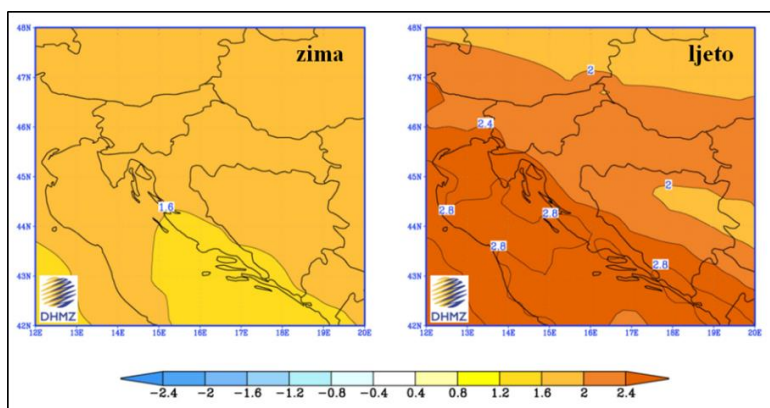 zima
48N
47N
46N
45N
44N
43N
42N
12E 13E 14E 15E 16E 17E 18E 19E 20E
1.6
DHMZ
ljeto
48N
47N
46N
45N
44N
43N
42N
12E 13E 14E 15E 16E 17E 18E 19E 20E
2
2.4
2
2.8
2.8
2.8
2.8
DHMZ
-2.4 -2 -1.6 -1.2 -0.8 -0.4 0.4 0.8 1.2 1.6 2 2.4